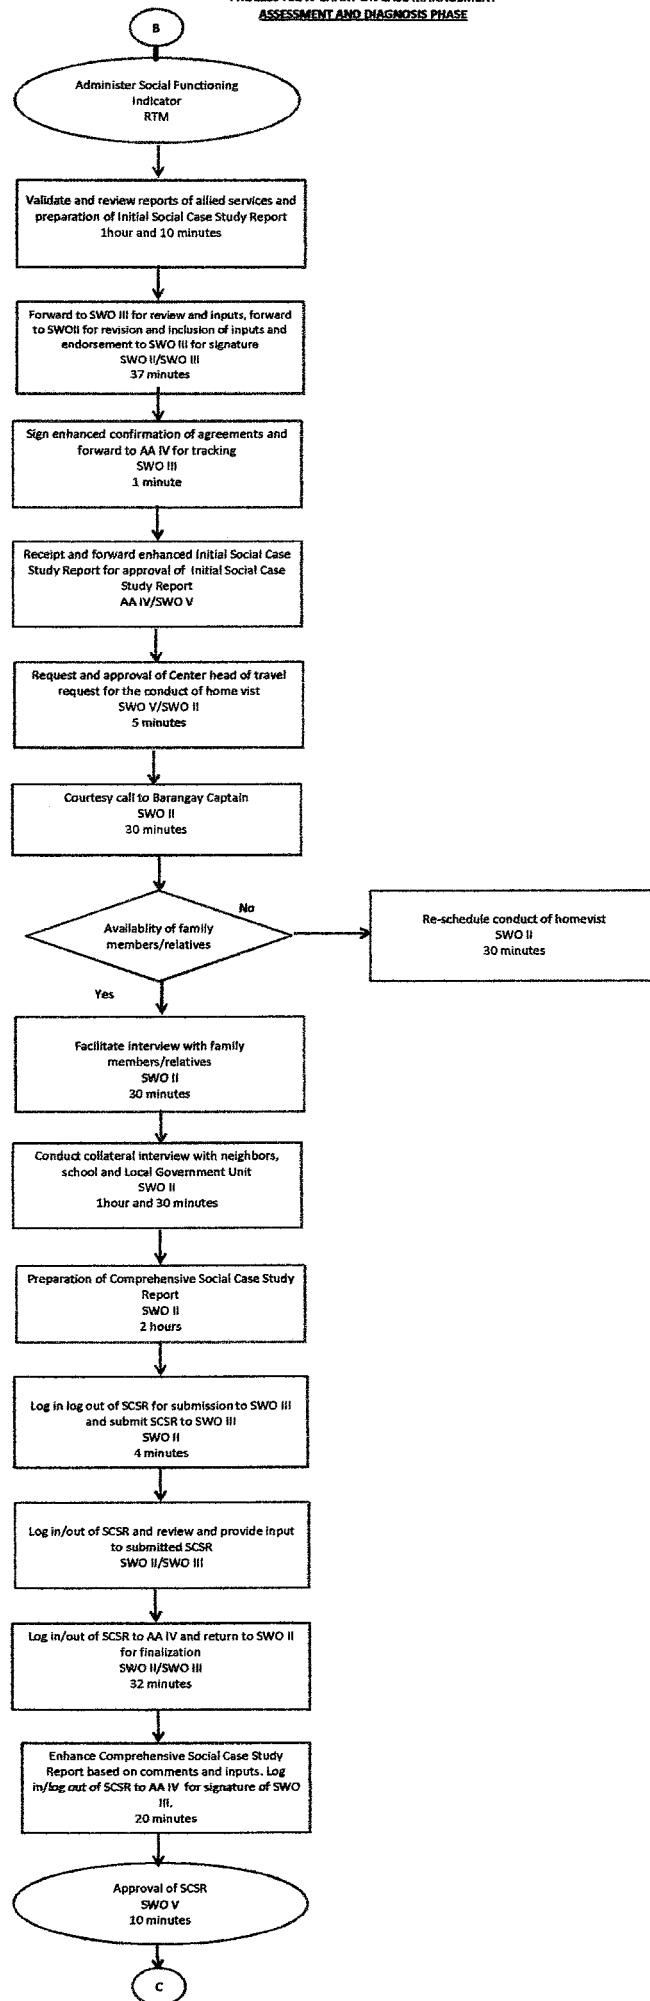 ASSESSMENT AND DIAGNOSIS PHASE
B
Administer Social Functioning
Indicator
RTM
Validate and review reports of allied services and
preparation of Initial Social Case Study Report
1hour and 10 minutes
Forward to SWO III for review and inputs, forward
to SWOII for revision and inclusion of inputs and
endorsement to SWO III for signature
SWO II/SWO III
37 minutes
Sign enhanced confirmation of agreements and
forward to AA IV for tracking
SWO III
1 minute
Receipt and forward enhanced Initial Social Case
Study Report for approval of Initial Social Case
Study Report
AA IV/SWO V
Request and approval of Center head of travel
request for the conduct of home vist
SWO V/SWO II
5 minutes
Courtesy call to Barangay Captain
SWO II
30 minutes
No
Availablity of family
members/relatives
Re-schedule conduct of homevist
SWO II
30 minutes
Yes
Facilitate interview with family
members/relatives
SWO II
30 minutes
Conduct collateral interview with neighbors,
school and Local Government Unit
SWO II
1hour and 30 minutes
Preparation of Comprehensive Social Case Study
Report
SWO II
2 hours
Log in log out of SCSR for submission to SWO III
and submit SCSR to SWO III
SWO II
4 minutes
Log in/out of SCSR and review and provide input
to submitted SCSR
SWO II/SWO III
Log in/out of SCSR to AA IV and return to SWO II
for finalization
SWO II/SWO III
32 minutes
Enhance Comprehensive Social Case Study
Report based on comments and inputs. Log
in/log out of SCSR to AA IV for signature of SWO
III.
20 minutes
Approval of SCSR
SWO V
10 minutes
C